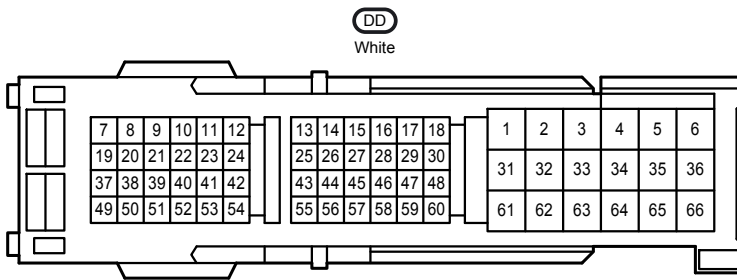 DD
White
7 8 9 10 11 12 13 14 15 16 17 18 1 2 3 4 5 6
19 20 21 22 23 24 25 26 27 28 29 30 31 32 33 34 35 36
37 38 39 40 41 42 43 44 45 46 47 48
49 50 51 52 53 54 55 56 57 58 59 60 61 62 63 64 65 66